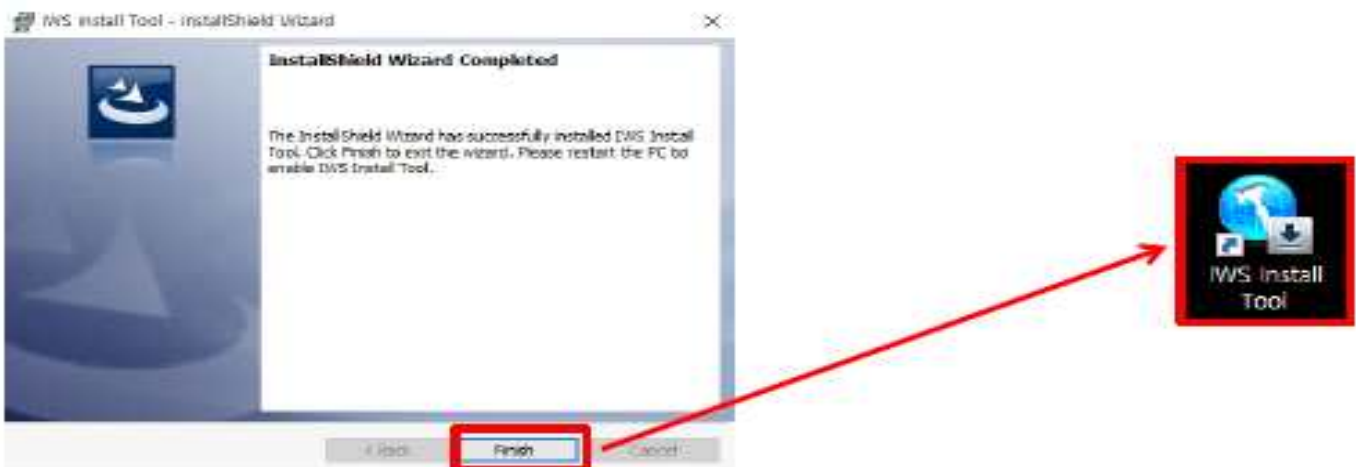 IWS Install Tool - InstallShield Wizard
InstallShield Wizard Completed
The InstallShield Wizard has successfully installed IWS Install
Tool. Click Finish to exit the wizard. Please restart the PC to
enable IWS Install Tool.
< Back
Finish
Cancel
IWS Install
Tool